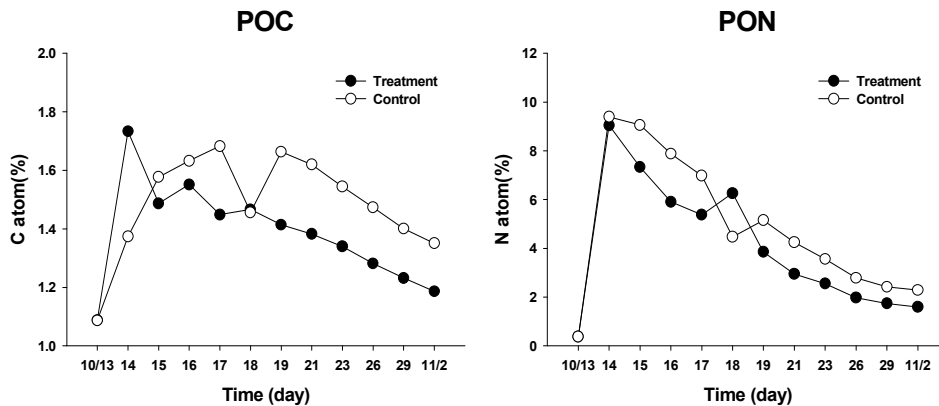 POC
2.0
1.8
1.6
1.4
1.2
1.0
C atom(%)
Treatment
Control
10/13 14 15 16 17 18 19 21 23 26 29 11/2
Time (day)
PON
12
10
8
6
4
2
0
N atom(%)
Treatment
Control
10/13 14 15 16 17 18 19 21 23 26 29 11/2
Time (day)